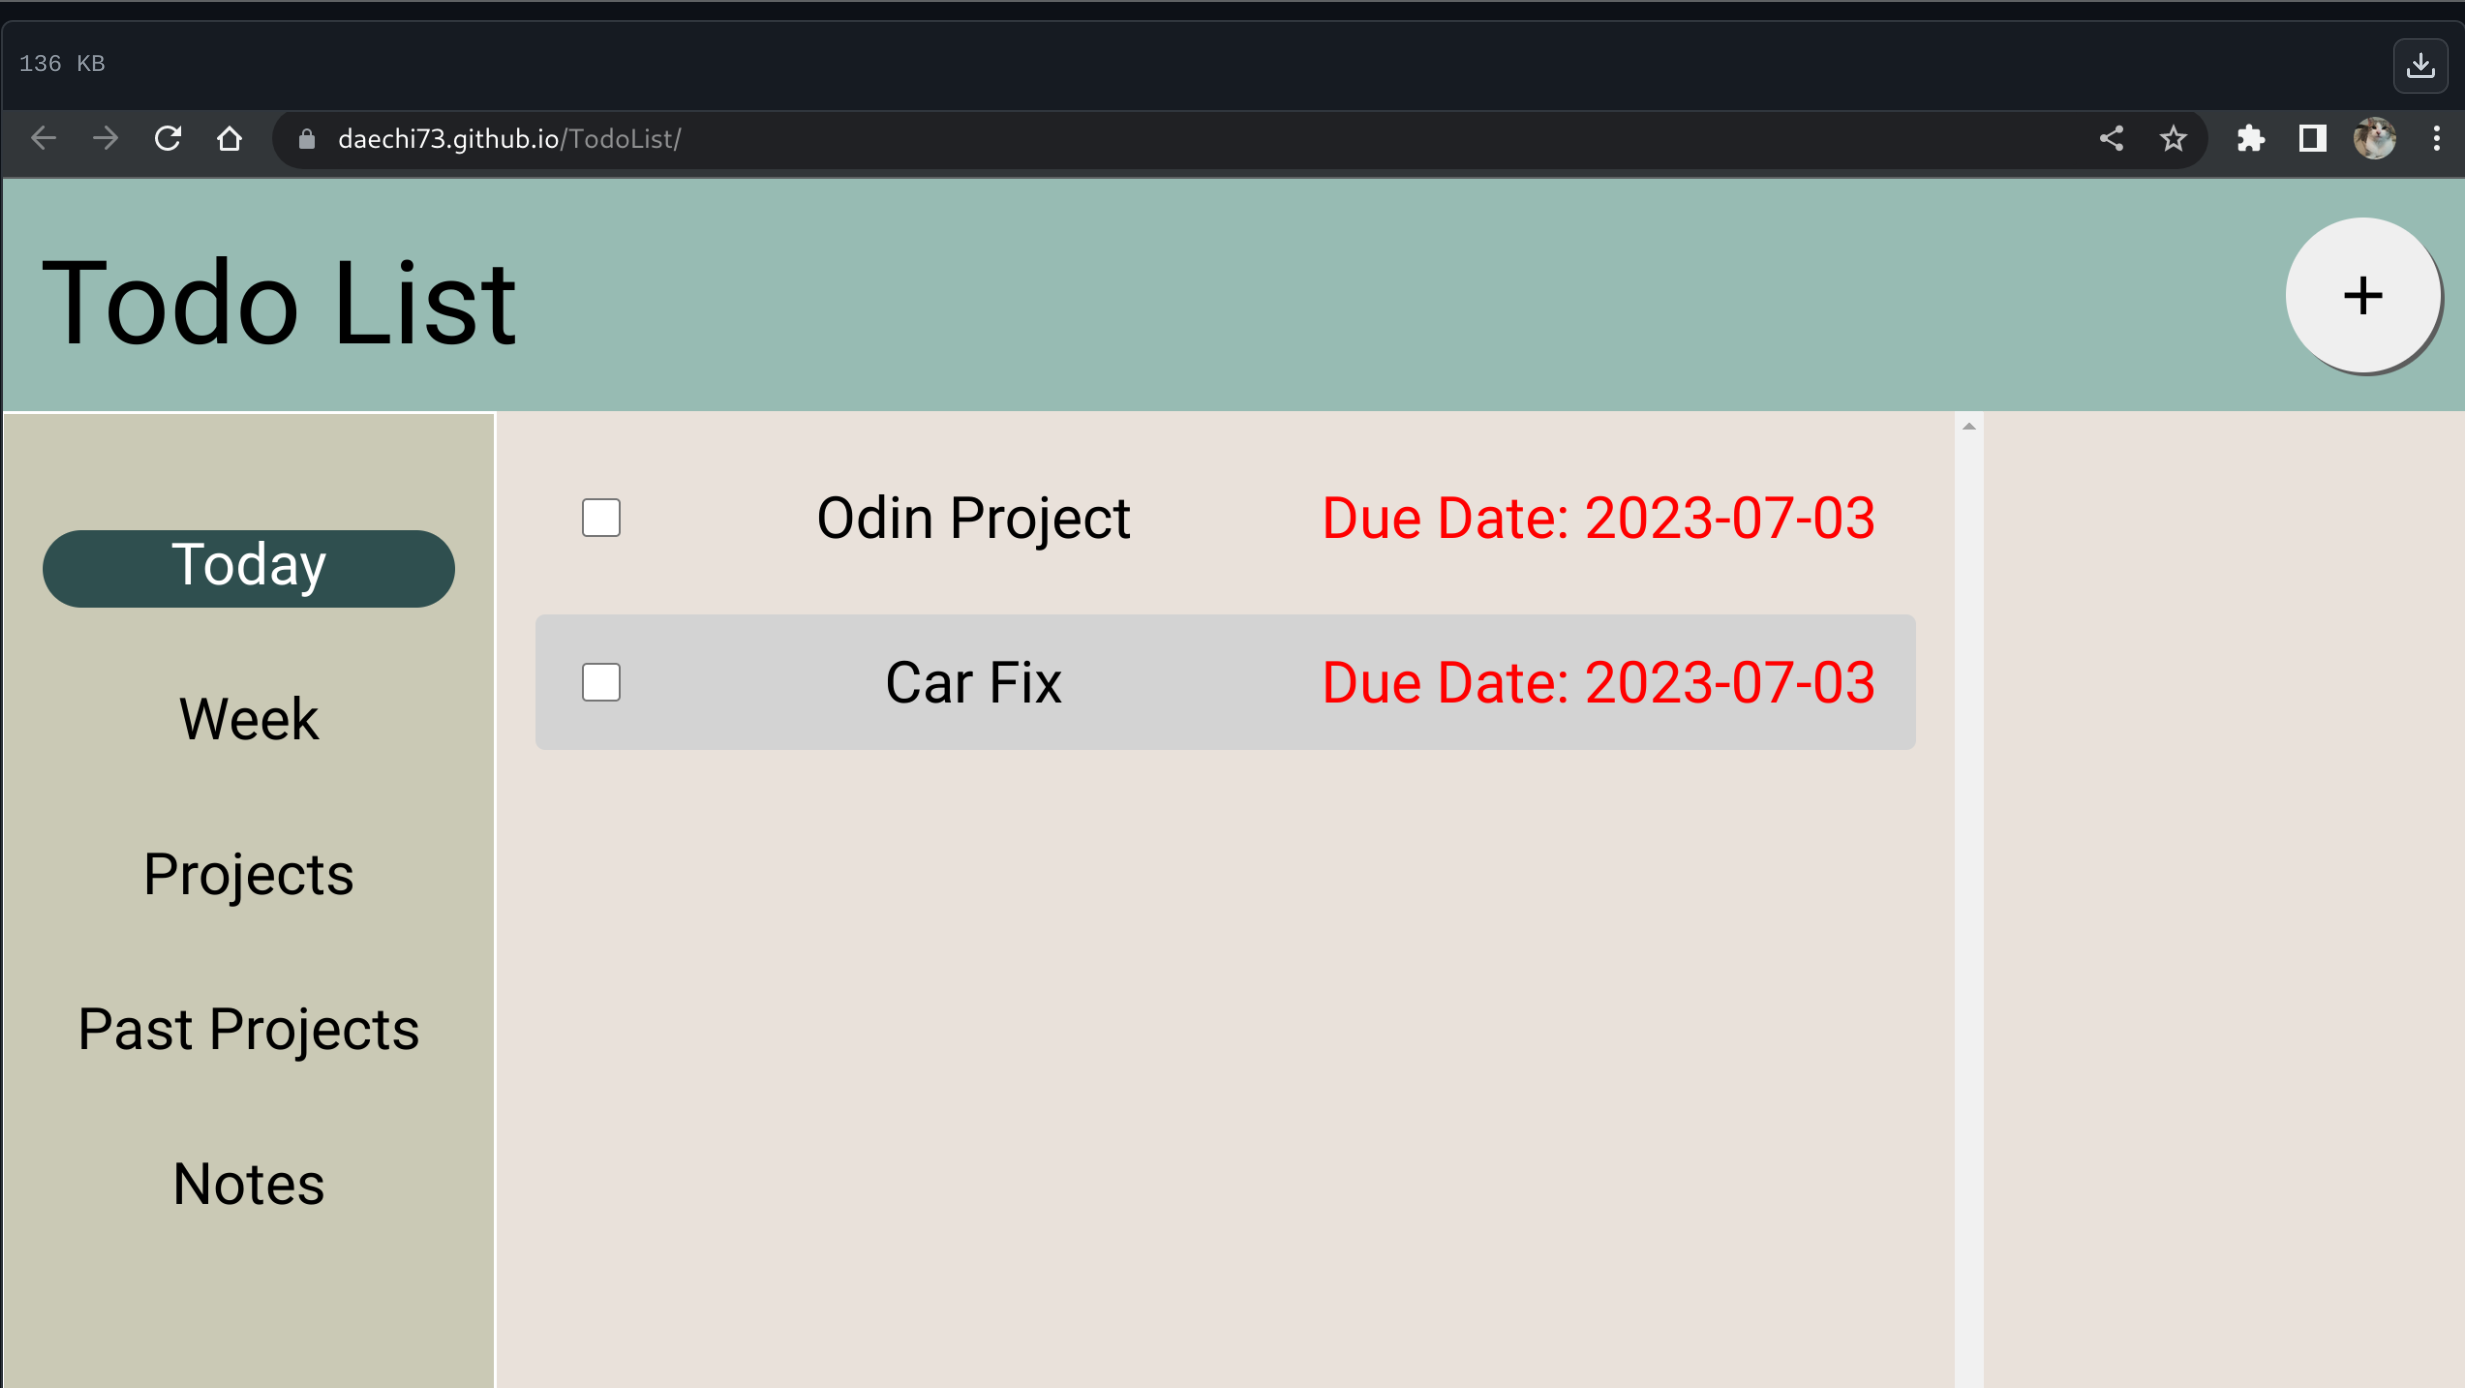 136 KB
daechi73.github.io/TodoList/
Todo List
+
Today
Week
Projects
Past Projects
Notes
Odin Project Due Date: 2023-07-03
Car Fix Due Date: 2023-07-03